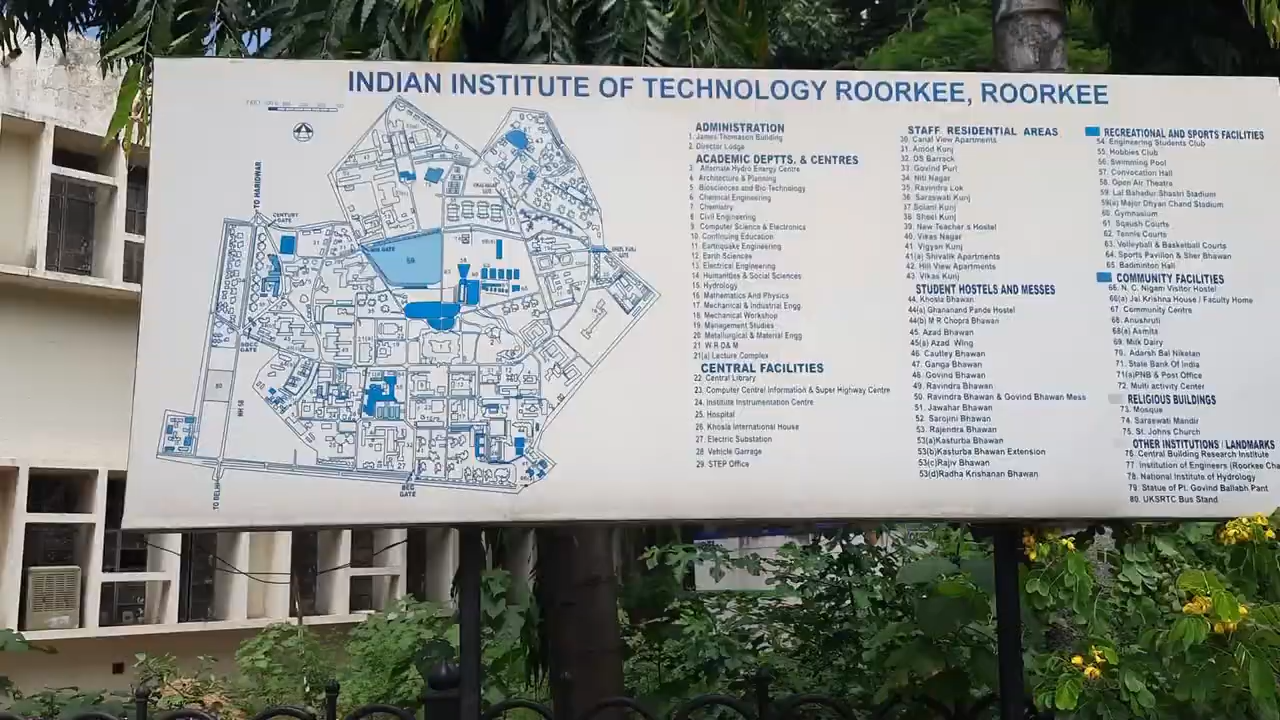 INDIAN INSTITUTE OF TECHNOLOGY ROORKEE, ROORKEE
TO HARIDWAR
CENTURY GATE
NH 58
TO DELHI
GATE
ADMINISTRATION
1. James Thomason Building
2. Director Lodge
ACADEMIC DEPTTS. & CENTRES
3 Alternate Hydro Energy Centre
4 Architecture & Planning
5 Biosciences and Bio Technology
6 Chemical Engineering
7 Chemistry
8 Civil Engineering
9 Computer Science & Electronics
10 Continuing Education
11 Earthquake Engineering
12 Earth Sciences
13 Electrical Engineering
14 Humanities & Social Sciences
15 Hydrology
16 Mathematics And Physics
17 Mechanical & Industrial Engg
18 Mechanical Workshop
19. Management Studies
20 Metallurgical & Material Engg
21 W R D& M
21(a) Lecture Complex
CENTRAL FACILITIES
22 Central Library
23. Computer Central Information & Super Highway Centre
24. Institute Instrumentation Centre
25. Hospital
26. Khosla International House
27. Electric Substation
28 Vehicle Garrage
29. STEP Office
STAFF RESIDENTIAL AREAS
30. Canal View Apartments
31. Amod Kunj
32. DS Barrack
33. Govind Puri
34. Niti Nagar
35. Ravindra Lok
36. Saraswati Kunj
37 Solani Kunj
38. Sheel Kunj
39. New Teacher s Hostel
40. Vikas Nagar
41. Vigyan Kunj
41(a) Shivalik Apartments
42. Hill View Apartments
43. Vikas Kunj
STUDENT HOSTELS AND MESSES
44. Khosla Bhawan
44(a) Ghananand Pande Hostel
44(b) M R Chopra Bhawan
45. Azad Bhawan
45(a) Azad Wing
46. Cautley Bhawan
47. Ganga Bhawan
48. Govind Bhawan
49. Ravindra Bhawan
50. Ravindra Bhawan & Govind Bhawan Mess
51. Jawahar Bhawan
52. Sarojini Bhawan
53. Rajendra Bhawan
53(a)Kasturba Bhawan
53(b)Kasturba Bhawan Extension
53(c)Rajiv Bhawan
53(d)Radha Krishanan Bhawan
RECREATIONAL AND SPORTS FACILITIES
54. Engineering Students Club
55. Hobbies Club
56. Swimming Pool
57. Convocation Hall
58. Open Air Theatre
59. Lal Bahadur Shastri Stadium
59(a) Major Dhyan Chand Stadium
60. Gymnasium
61. Sqaush Courts
62. Tennis Courts
63. Volleyball & Basketball Courts
64. Sports Pavilion & Sher Bhawan
65. Badminton Hall
COMMUNITY FACILITIES
66. N. C. Nigam Visitor Hostel
66(a) Jai Krishna House / Faculty Home
67. Community Centre
68. Anushruti
68(a) Asmita
69. Milk Dairy
70. Adarsh Bal Niketan
71. State Bank Of India
71(a)PNB & Post Office
72. Multi activity Center
RELIGIOUS BUILDINGS
73. Mosque
74. Saraswati Mandir
75. St. Johns Church
OTHER INSTITUTIONS / LANDMARKS
76. Central Building Research Institute
77. Institution of Engineers (Roorkee Cha
78. National Institute of Hydrology
79. Statue of Pt. Govind Ballabh Pant
80. UKSRTC Bus Stand